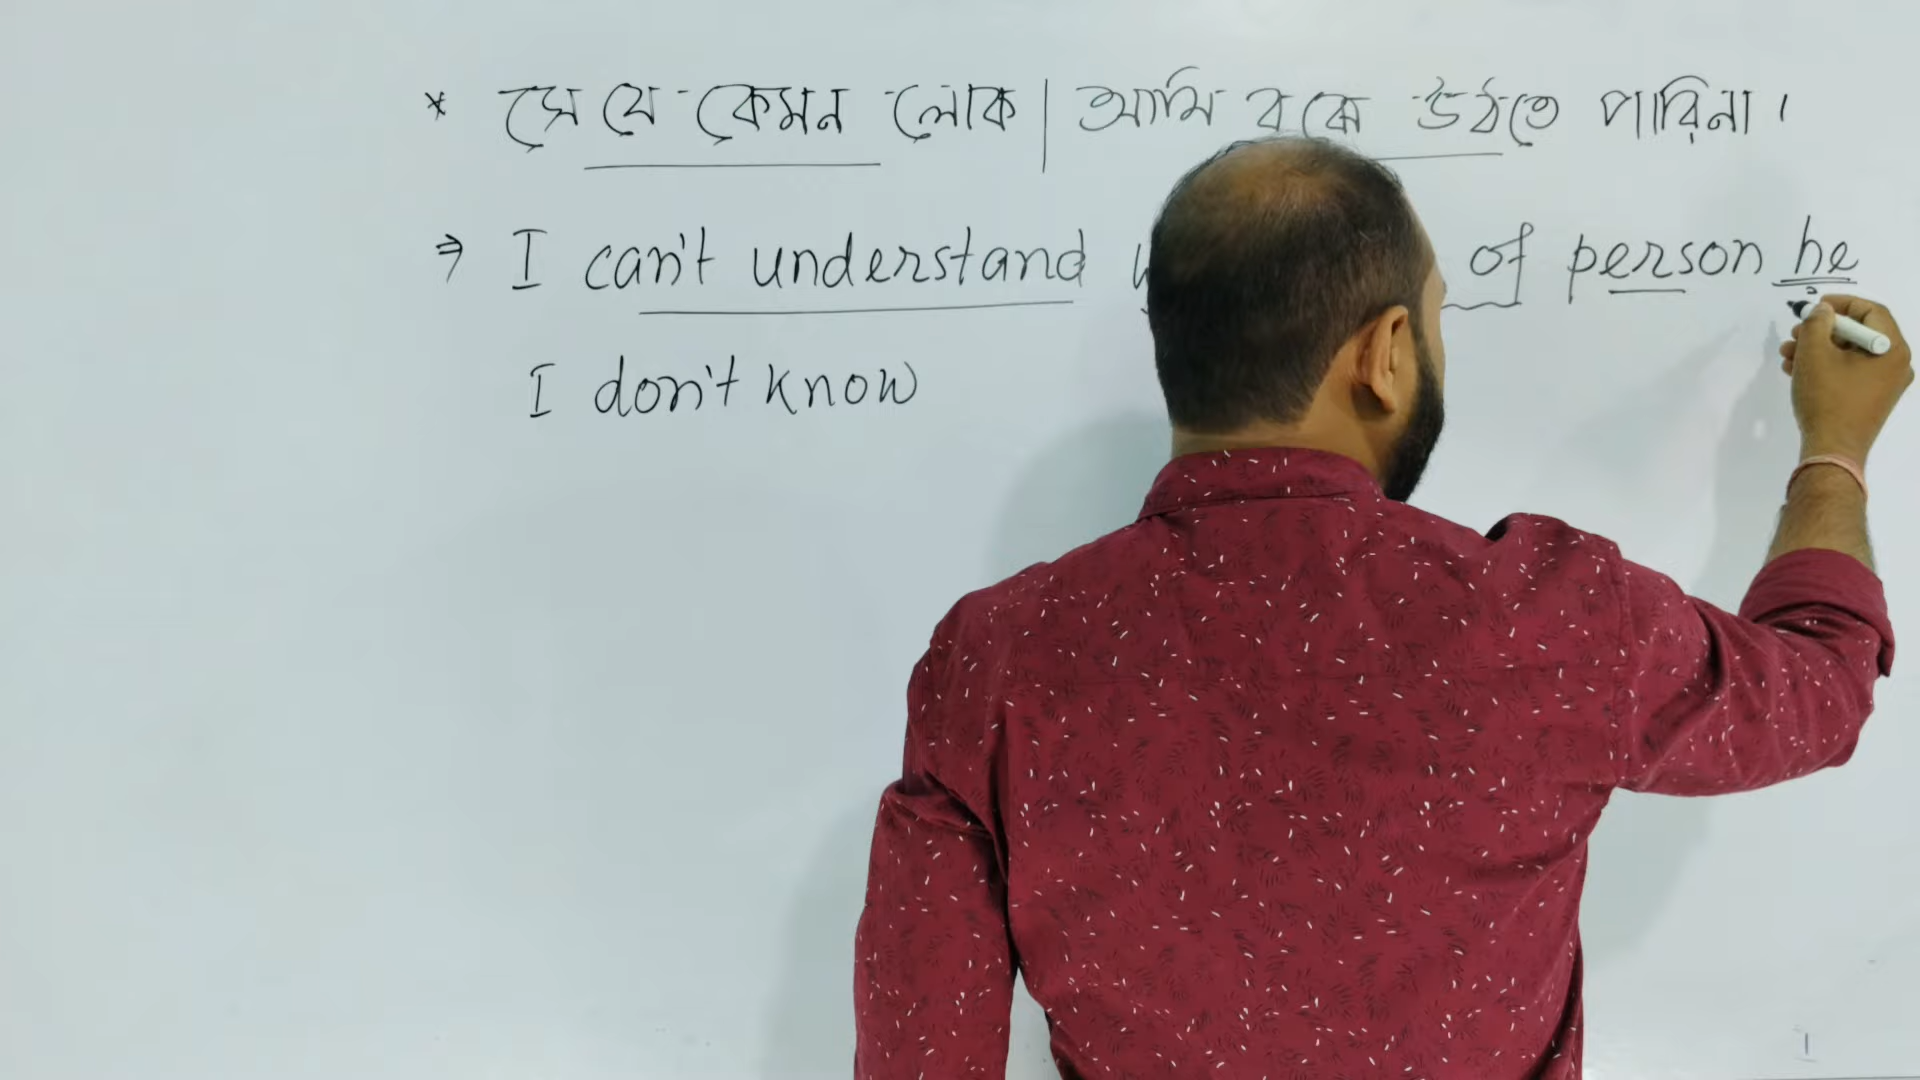 * সে যে কেমন লোক | আমি বুঝে উঠতে পারিনা।
⇒ I can't understand of person he
I don't know